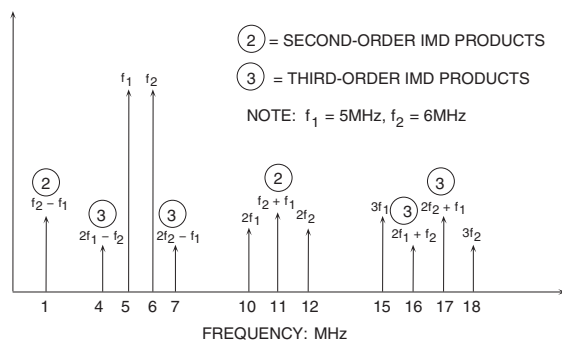 ② = SECOND-ORDER IMD PRODUCTS
③ = THIRD-ORDER IMD PRODUCTS
NOTE: f₁ = 5MHz, f₂ = 6MHz
f₁ f₂
② ② ③
f₂ – f₁ f₂ + f₁
③ ③ 2f₁ 2f₂ 3f₁ ③ 2f₂ + f₁
2f₁ – f₂ 2f₂ – f₁ 2f₁ + f₂ 3f₂
1 4 5 6 7 10 11 12 15 16 17 18
FREQUENCY: MHz